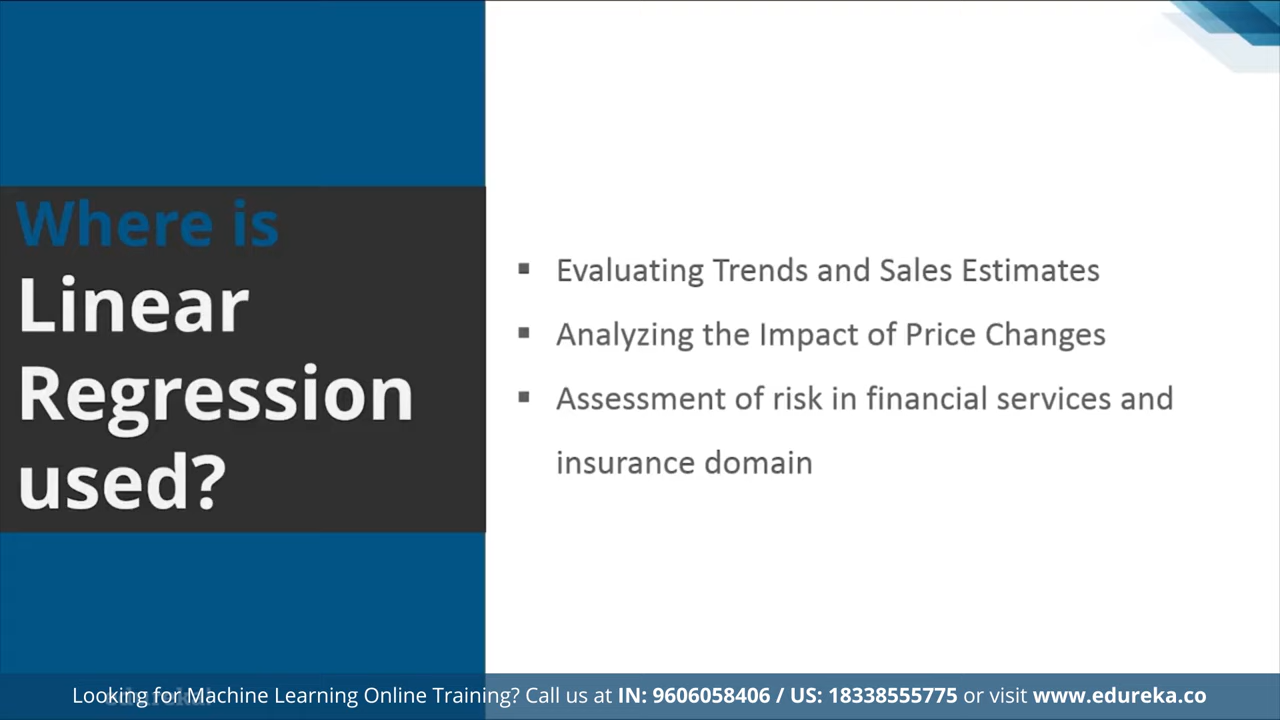 Where is
Linear
Regression
used?
▪ Evaluating Trends and Sales Estimates
▪ Analyzing the Impact of Price Changes
▪ Assessment of risk in financial services and
insurance domain
Looking for Machine Learning Online Training? Call us at IN: 9606058406 / US: 18338555775 or visit www.edureka.co